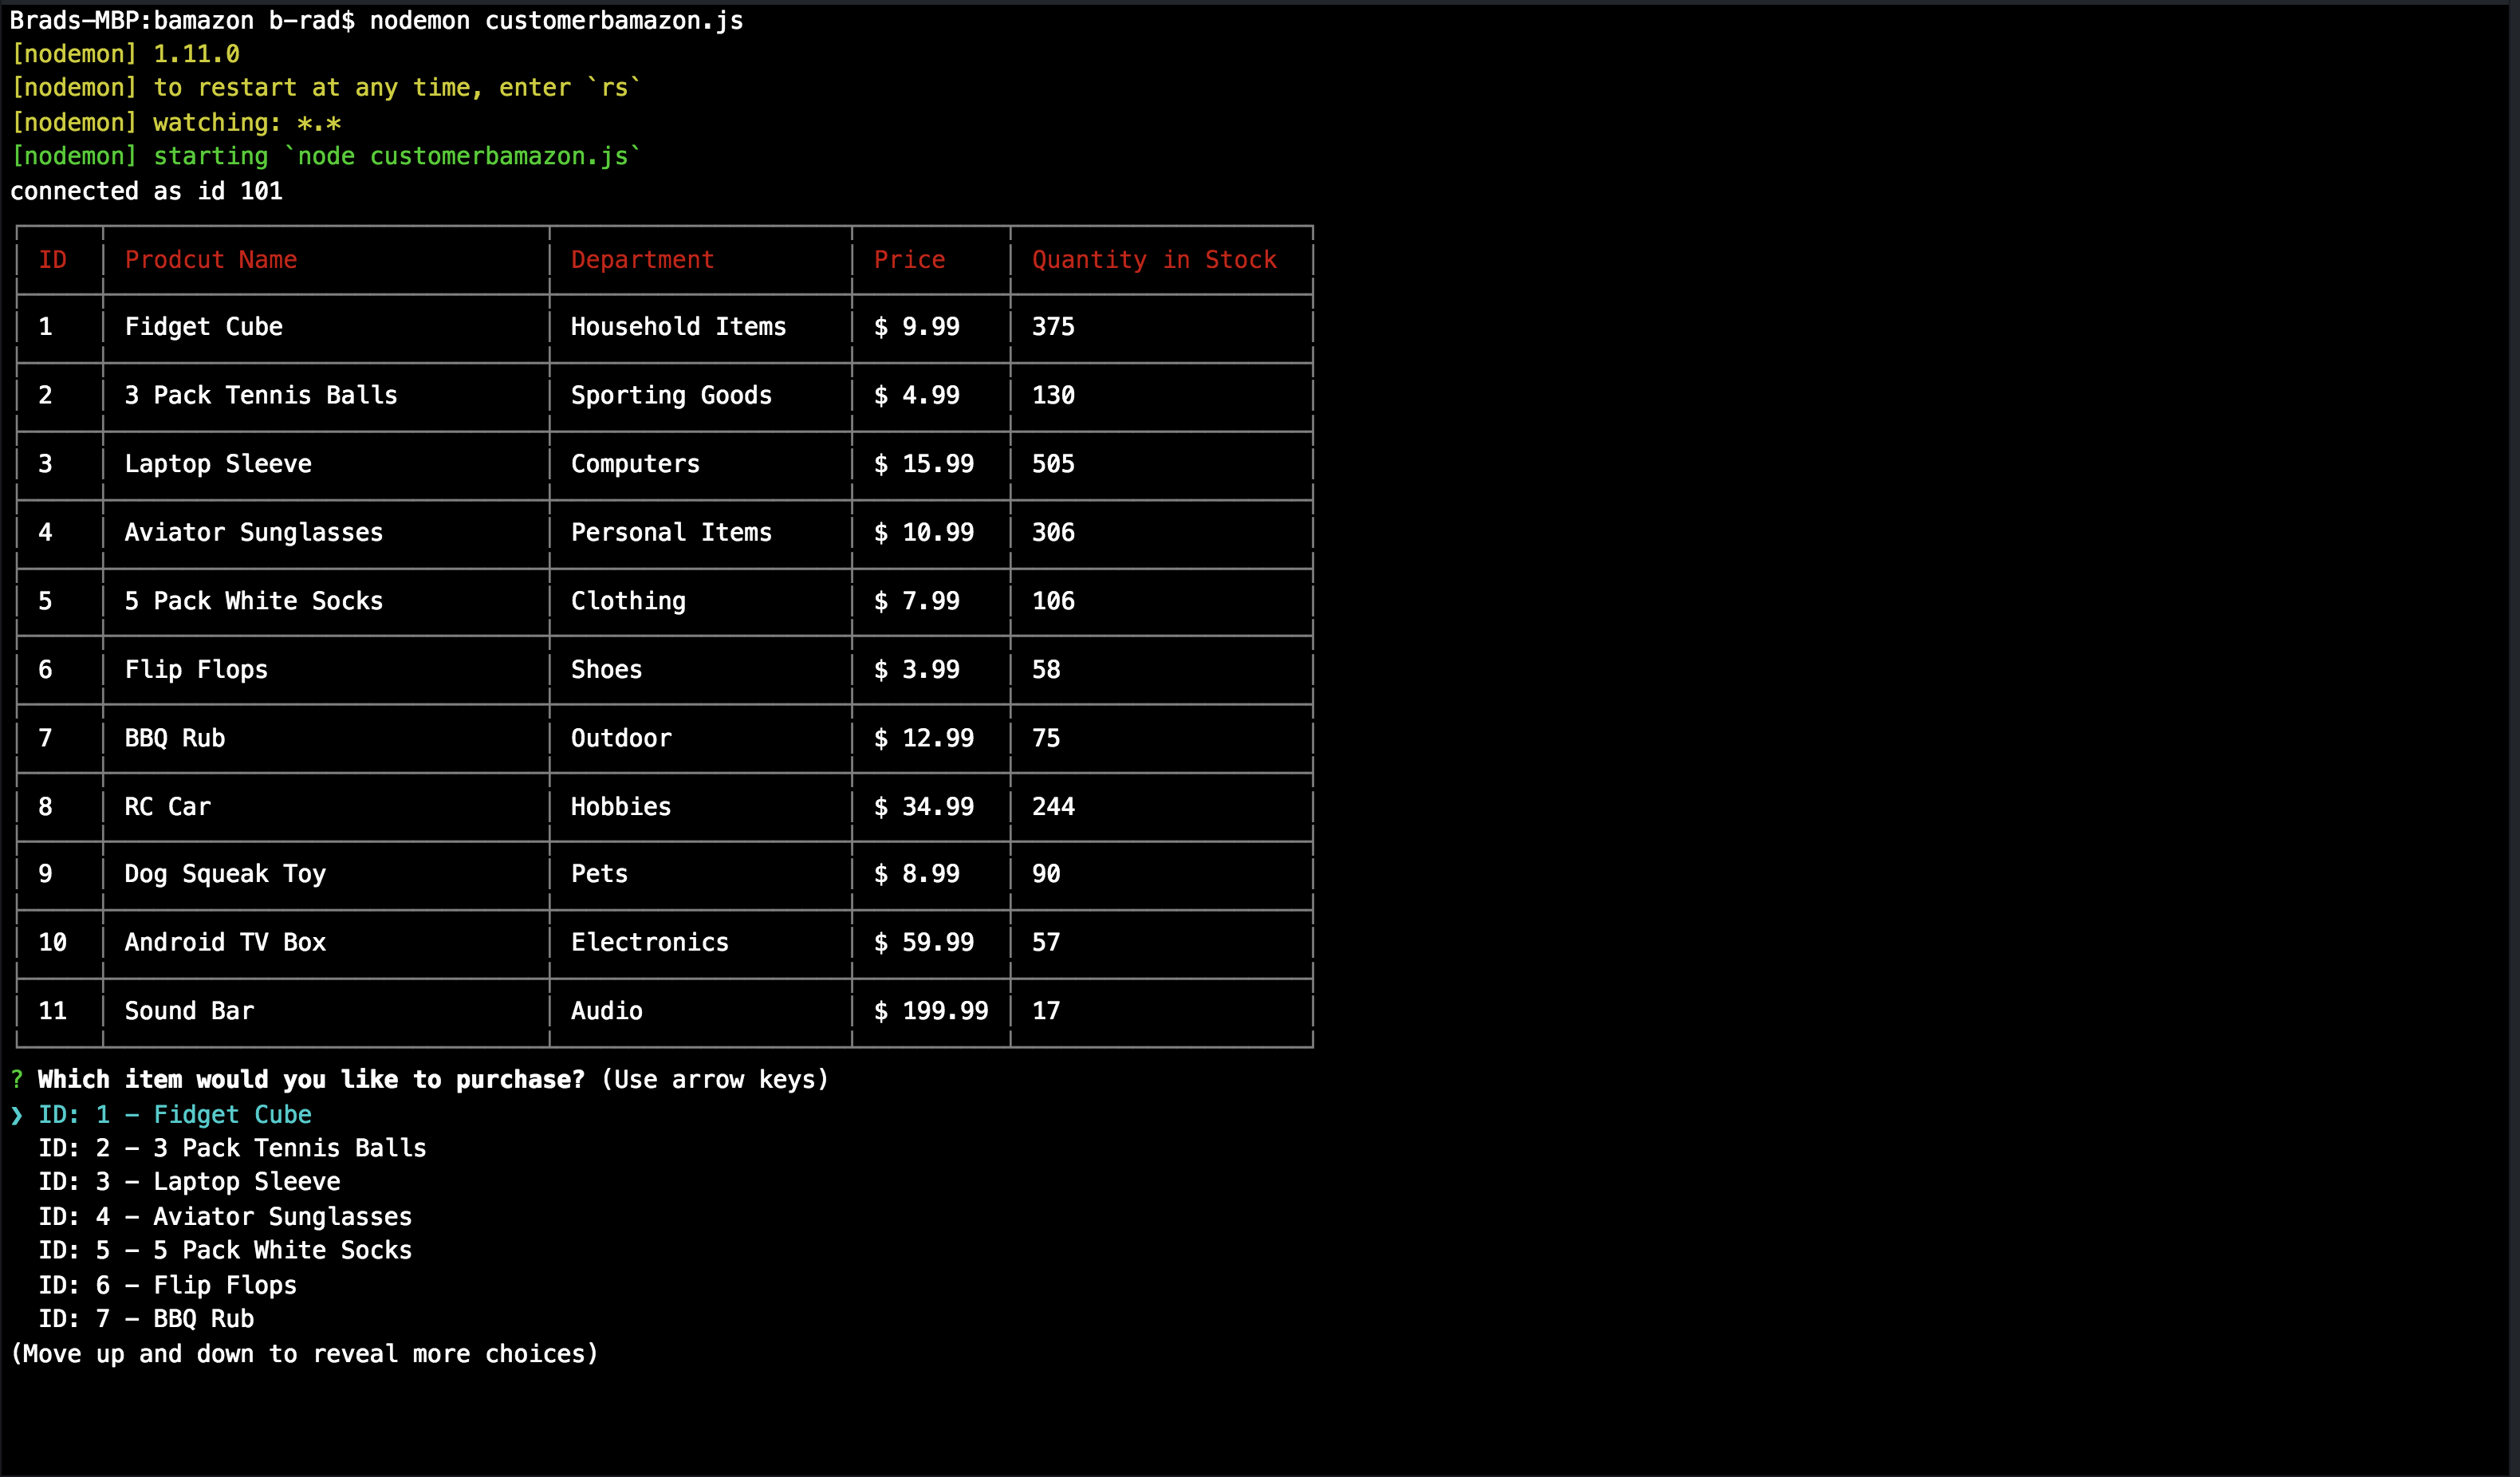 Brads-MBP:bamazon b-rad$ nodemon customerbamazon.js
[nodemon] 1.11.0
[nodemon] to restart at any time, enter `rs`
[nodemon] watching: *.*
[nodemon] starting `node customerbamazon.js`
connected as id 101
ID Prodcut Name Department Price Quantity in Stock
1 Fidget Cube Household Items $ 9.99 375
2 3 Pack Tennis Balls Sporting Goods $ 4.99 130
3 Laptop Sleeve Computers $ 15.99 505
4 Aviator Sunglasses Personal Items $ 10.99 306
5 5 Pack White Socks Clothing $ 7.99 106
6 Flip Flops Shoes $ 3.99 58
7 BBQ Rub Outdoor $ 12.99 75
8 RC Car Hobbies $ 34.99 244
9 Dog Squeak Toy Pets $ 8.99 90
10 Android TV Box Electronics $ 59.99 57
11 Sound Bar Audio $ 199.99 17
? Which item would you like to purchase? (Use arrow keys)
❯ ID: 1 – Fidget Cube
ID: 2 – 3 Pack Tennis Balls
ID: 3 – Laptop Sleeve
ID: 4 – Aviator Sunglasses
ID: 5 – 5 Pack White Socks
ID: 6 – Flip Flops
ID: 7 – BBQ Rub
(Move up and down to reveal more choices)